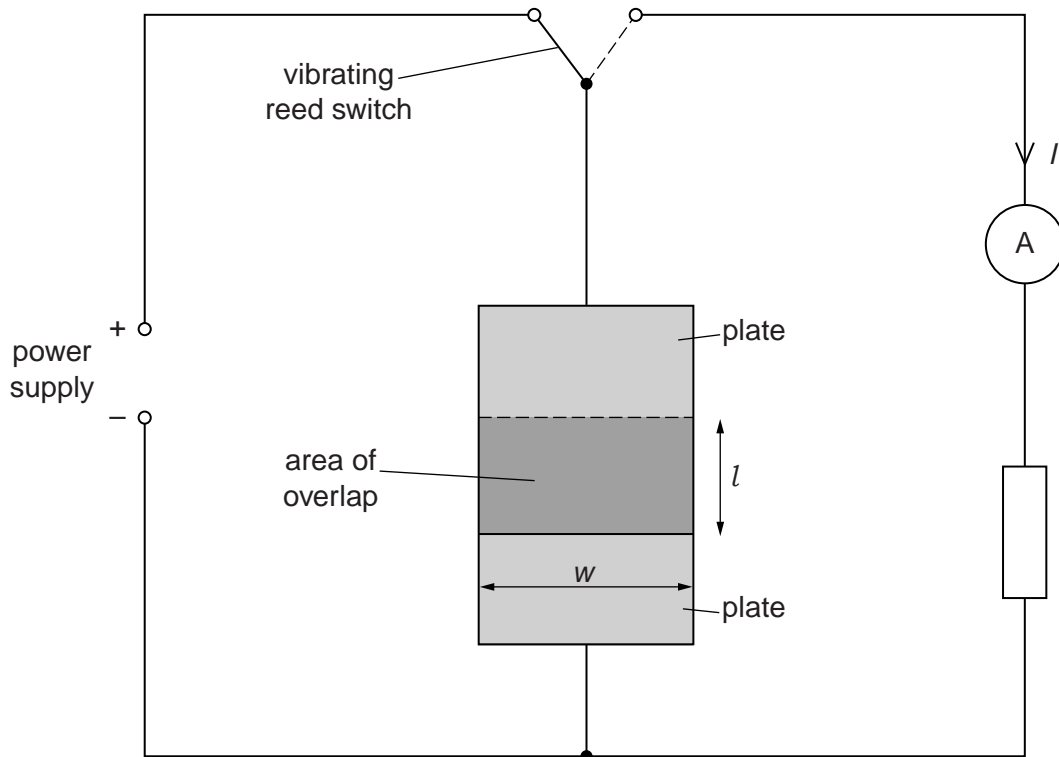 vibrating
reed switch
I
A
+
power
supply
–
plate
area of
overlap
l
w
plate